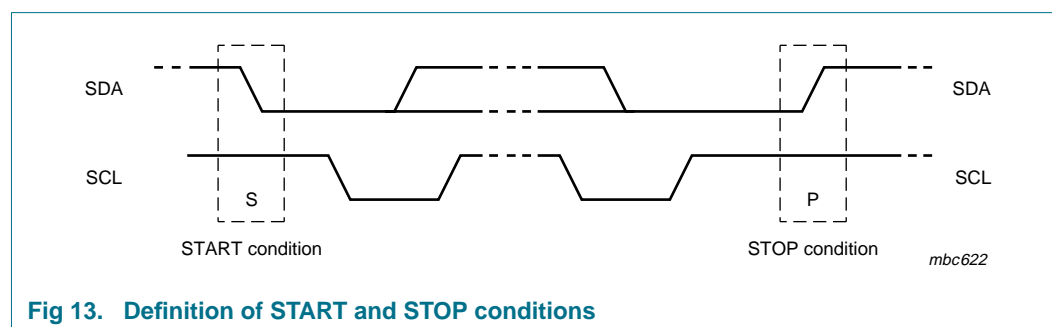 SDA
SDA
SCL
SCL
S
P
START condition
STOP condition
mbc622
Fig 13. Definition of START and STOP conditions